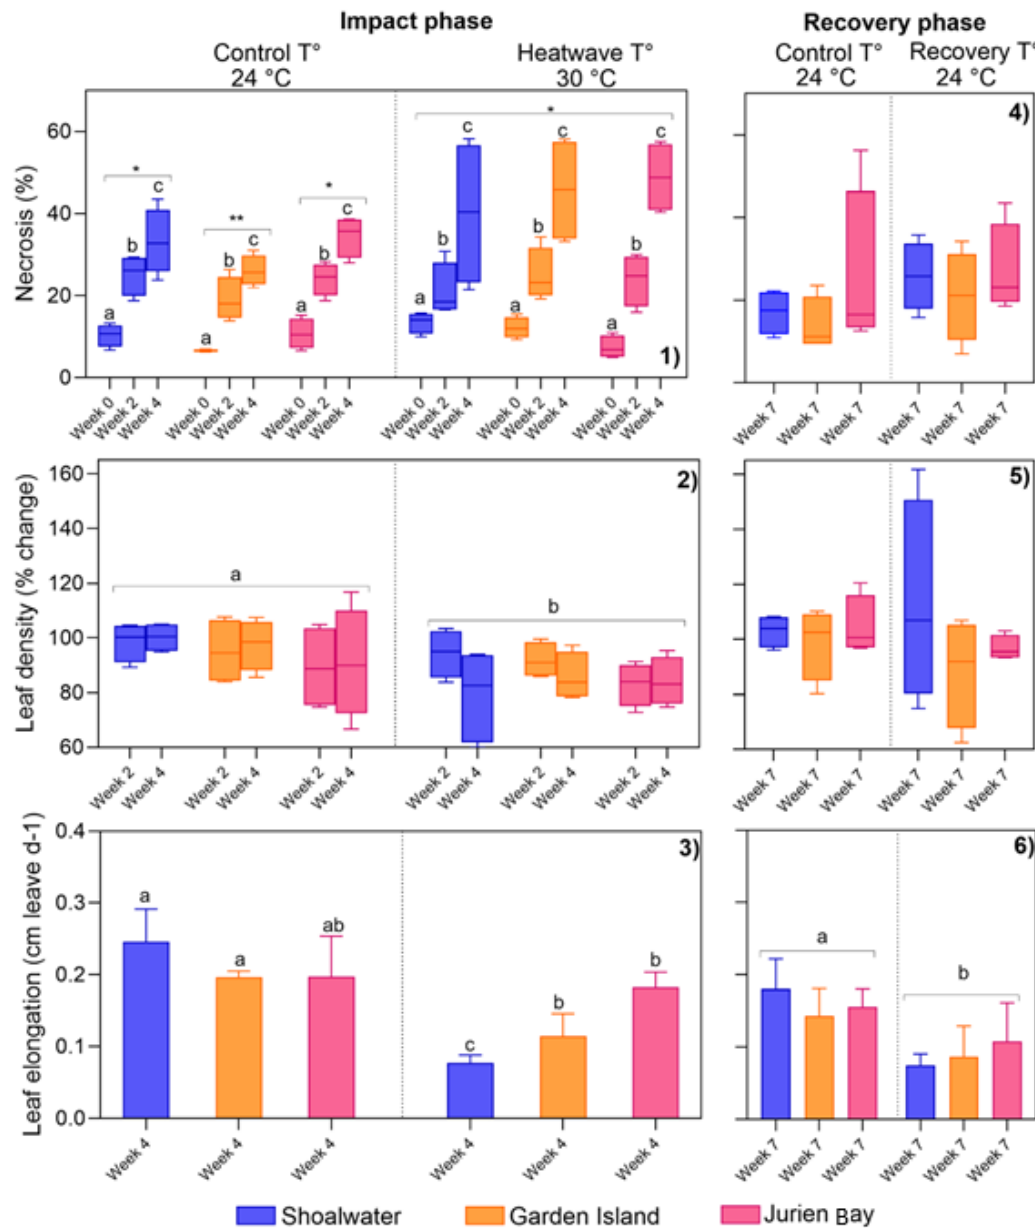 Impact phase
Recovery phase
Control T°
24 °C
Heatwave T°
30 °C
Control T°
24 °C
Recovery T°
24 °C
Necrosis (%)
60
40
20
0
* ** * *
a b c a b c a b c
a b c a b c a b c
1)
4)
Week 0 Week 2 Week 4 Week 0 Week 2 Week 4 Week 0 Week 2 Week 4
Week 0 Week 2 Week 4 Week 0 Week 2 Week 4 Week 0 Week 2 Week 4
Week 7 Week 7 Week 7 Week 7 Week 7 Week 7
Leaf density (% change)
160
140
120
100
80
60
a
b
2)
5)
Week 2 Week 4 Week 2 Week 4 Week 2 Week 4
Week 2 Week 4 Week 2 Week 4 Week 2 Week 4
Week 7 Week 7 Week 7 Week 7 Week 7 Week 7
Leaf elongation (cm leave d-1)
0.4
0.3
0.2
0.1
0.0
a a ab
c b b
3)
a
b
6)
Week 4 Week 4 Week 4 Week 4 Week 4 Week 4
Week 7 Week 7 Week 7 Week 7 Week 7 Week 7
Shoalwater Garden Island Jurien Bay